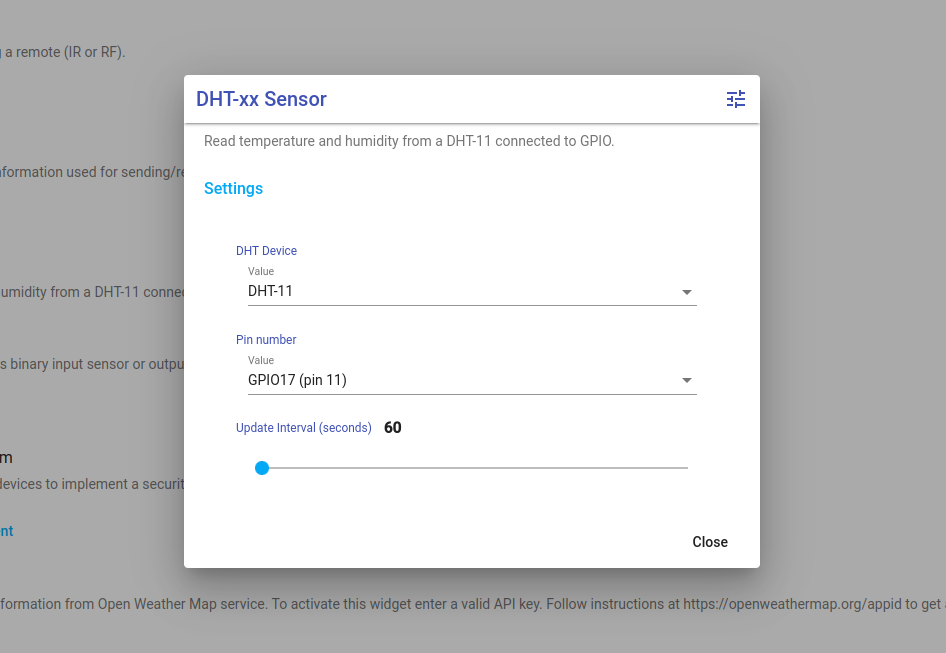 a remote (IR or RF).
DHT-xx Sensor
Read temperature and humidity from a DHT-11 connected to GPIO.
formation used for sending/re
Settings
DHT Device
Value
umidity from a DHT-11 connec
DHT-11
Pin number
Value
s binary input sensor or outpu
GPIO17 (pin 11)
Update Interval (seconds) 60
m
devices to implement a securit
nt
Close
formation from Open Weather Map service. To activate this widget enter a valid API key. Follow instructions at https://openweathermap.org/appid to get